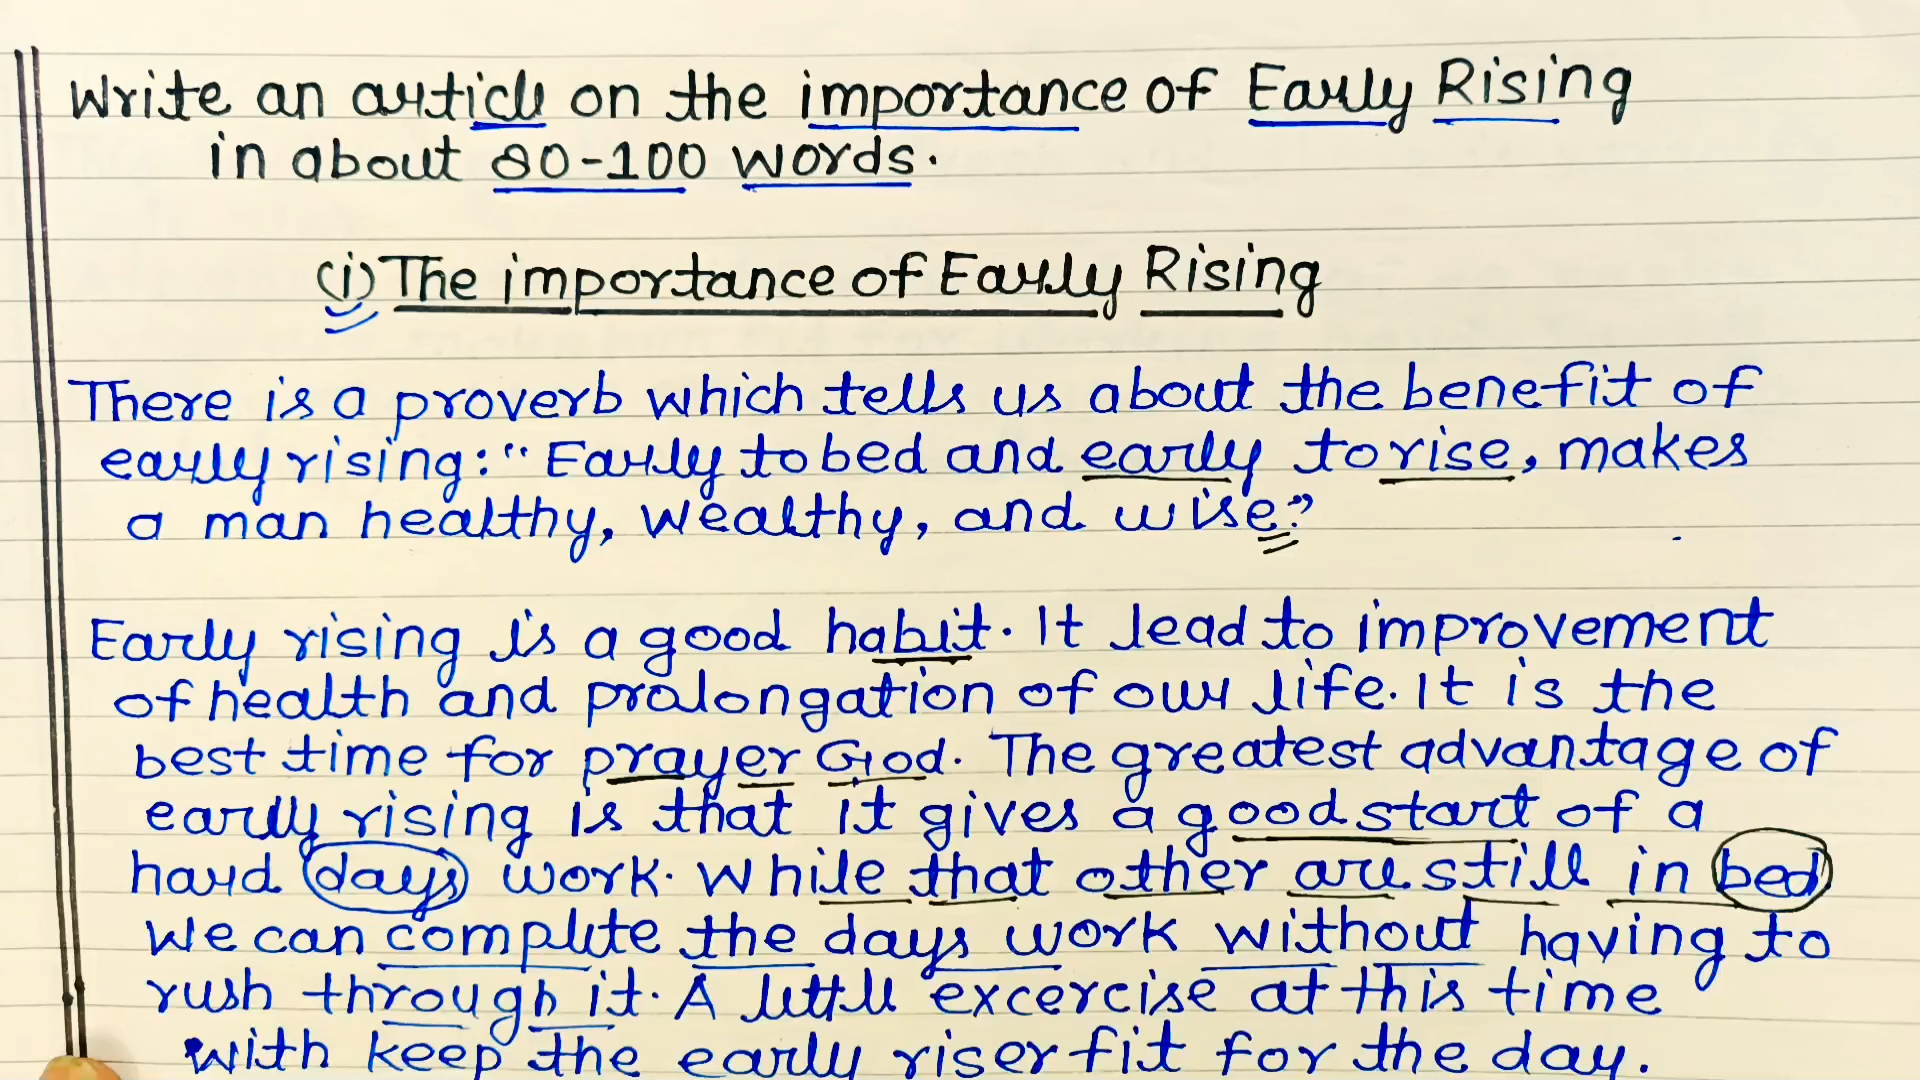 Write an article on the importance of Early Rising
in about 80-100 words.
(i) The importance of Early Rising
There is a proverb which tells us about the benefit of
early rising: "Early to bed and early to rise, makes
a man healthy, wealthy, and wise."
Early rising is a good habit. It lead to improvement
of health and prolongation of our life. It is the
best time for prayer God. The greatest advantage of
early rising is that it gives a good start of a
hard days work. While that other are still in bed
We can complete the days work without having to
rush through it. A little excercise at this time
with keep the early riser fit for the day.